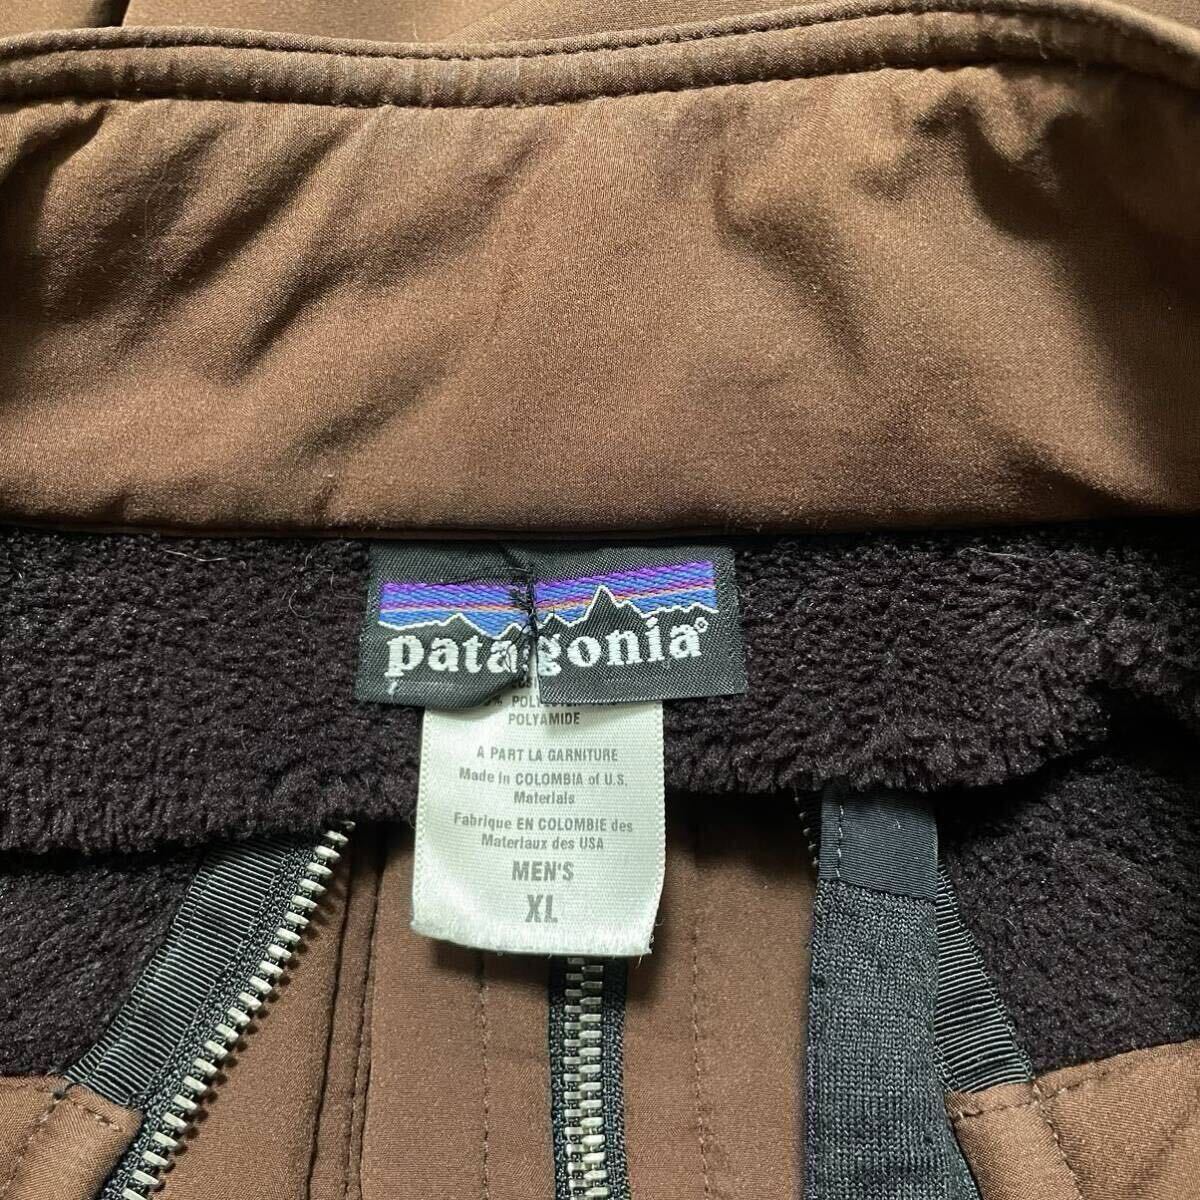 patagonia®
POLYAMIDE
A PART LA GARNITURE
Made in COLOMBIA of U.S.
Materials
Fabrique EN COLOMBIE des
Materiaux des USA
MEN'S
XL